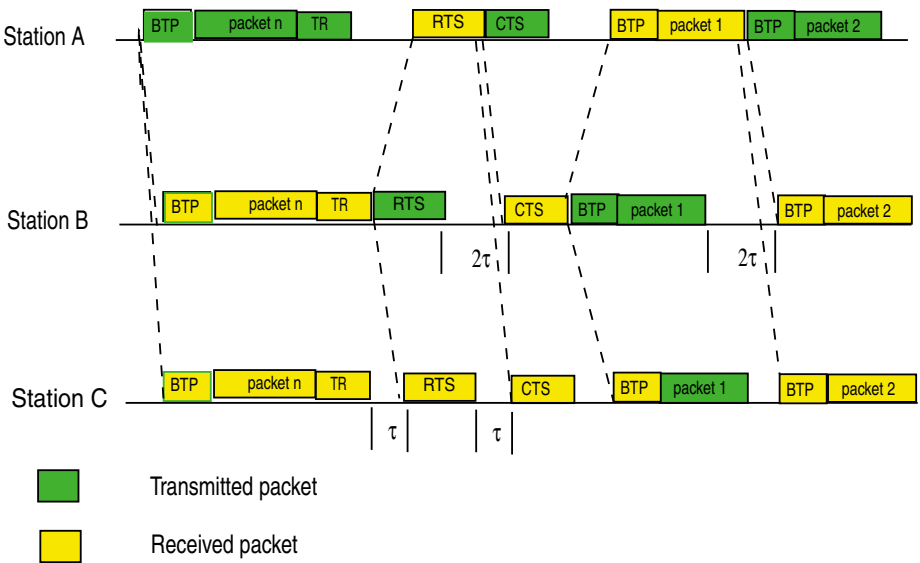 Station A
BTP packet n TR RTS CTS BTP packet 1 BTP packet 2
Station B
BTP packet n TR RTS CTS BTP packet 1 BTP packet 2
2τ 2τ
Station C
BTP packet n TR RTS CTS BTP packet 1 BTP packet 2
τ τ
Transmitted packet
Received packet